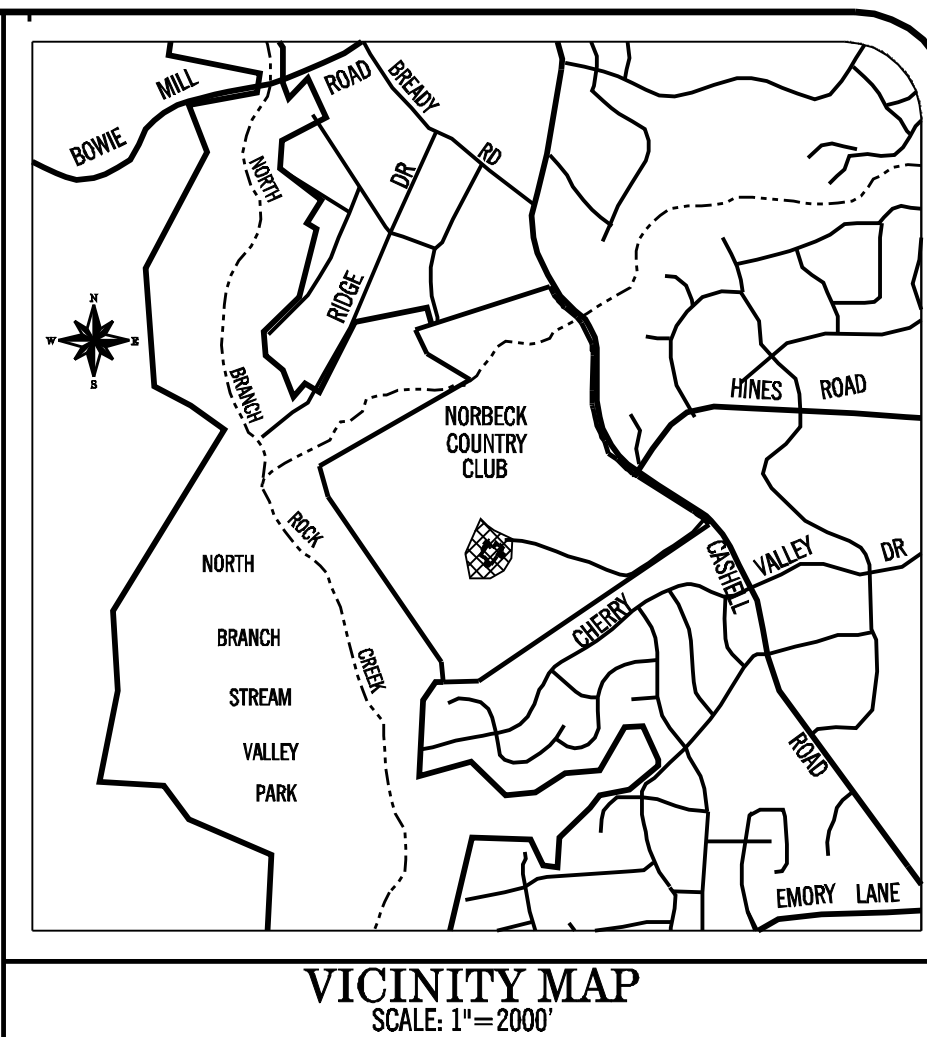 BOWIE MILL ROAD
BREADY RD
RIDGE DR
NORTH BRANCH
ROCK CREEK
N
W E
S
HINES ROAD
NORBECK
COUNTRY
CLUB
NORTH
BRANCH
STREAM
VALLEY
PARK
CHERRY VALLEY DR
CASHELL ROAD
EMORY LANE
VICINITY MAP
SCALE: 1"=2000'